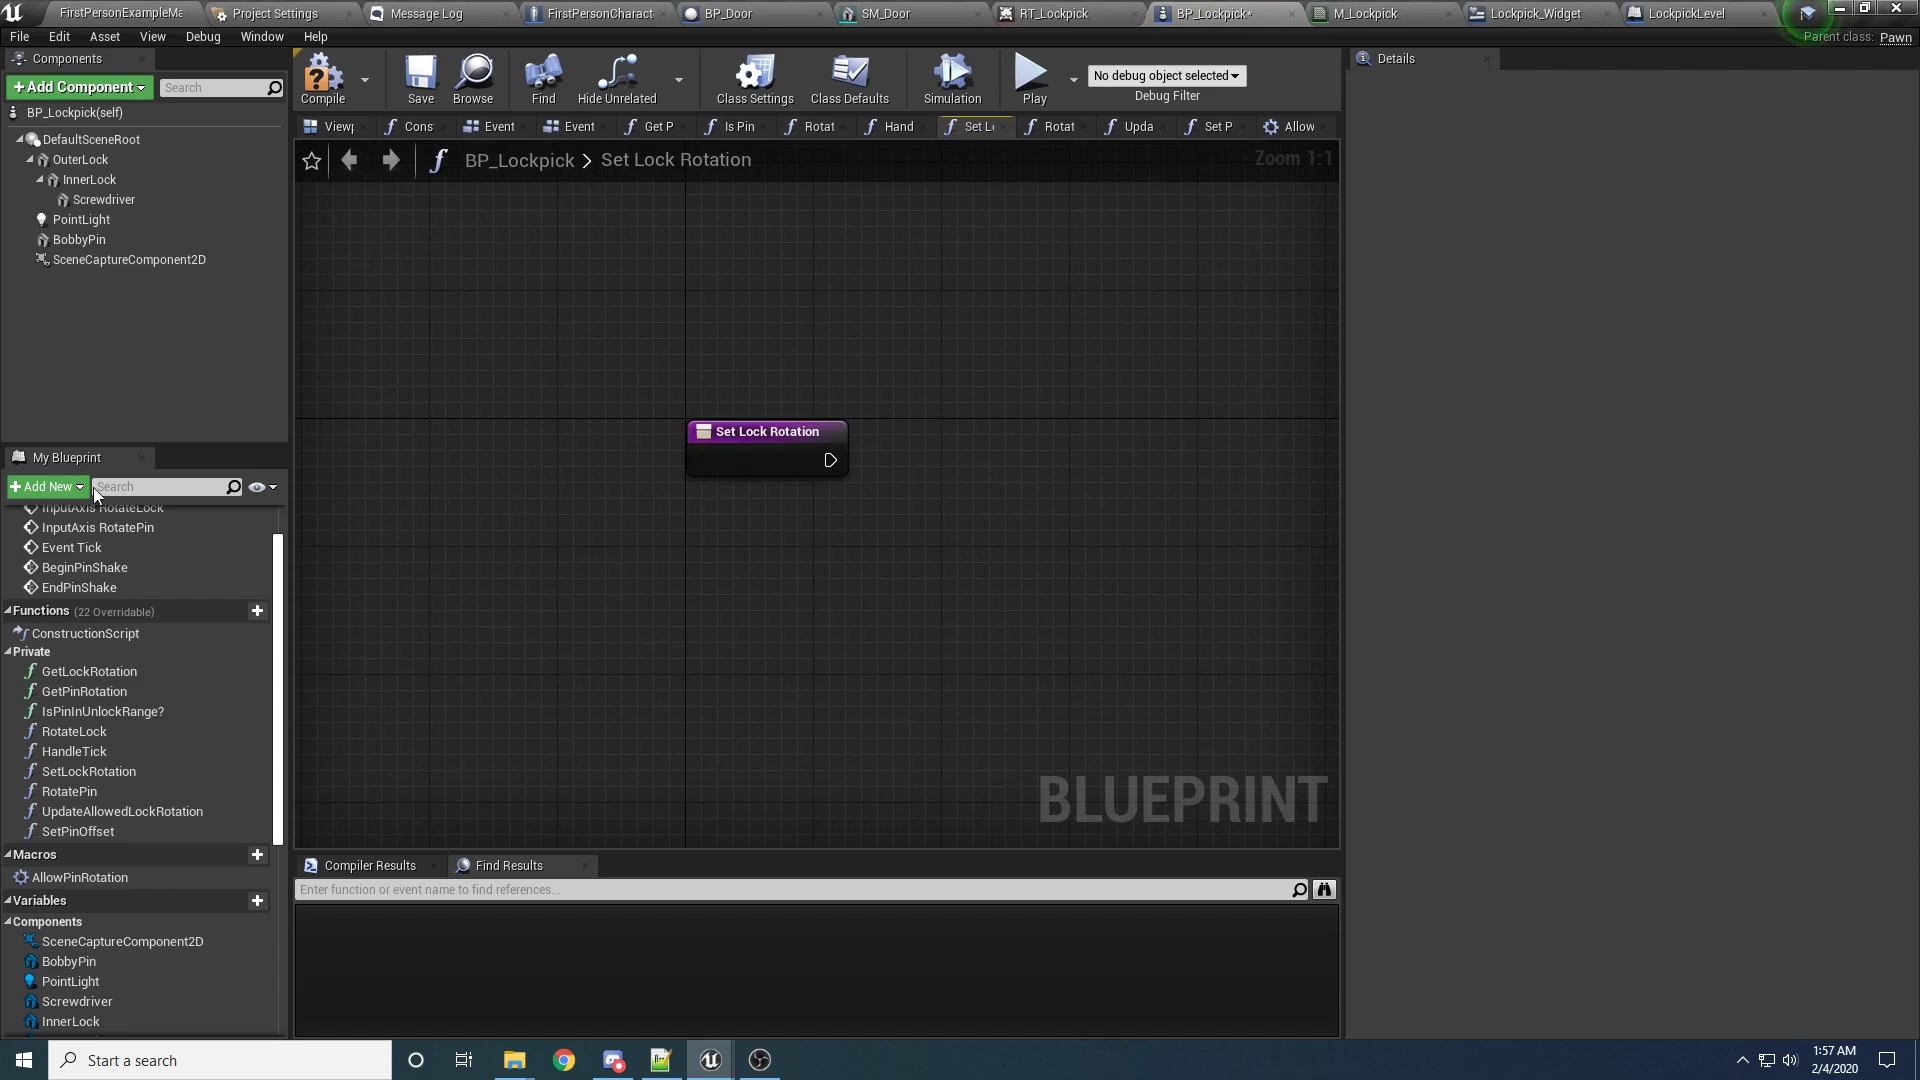 FirstPersonExampleMa
Project Settings
Message Log
FirstPersonCharact
BP_Door
SM_Door
RT_Lockpick
BP_Lockpick*
M_Lockpick
Lockpick_Widget
LockpickLevel
File Edit Asset View Debug Window Help
Parent class: Pawn
Components
+ Add Component
Search
BP_Lockpick(self)
DefaultSceneRoot
OuterLock
InnerLock
Screwdriver
PointLight
BobbyPin
SceneCaptureComponent2D
Compile
Save
Browse
Find
Hide Unrelated
Class Settings
Class Defaults
Simulation
Play
No debug object selected
Debug Filter
Details
Viewp
Cons
Event
Event
Get P
Is Pin
Rotat
Hand
Set Lo
Rotat
Upda
Set P
Allow
BP_Lockpick > Set Lock Rotation
Zoom 1:1
Set Lock Rotation
BLUEPRINT
My Blueprint
+ Add New
Search
InputAxis RotateLock
InputAxis RotatePin
Event Tick
BeginPinShake
EndPinShake
Functions (22 Overridable)
ConstructionScript
Private
GetLockRotation
GetPinRotation
IsPinInUnlockRange?
RotateLock
HandleTick
SetLockRotation
RotatePin
UpdateAllowedLockRotation
SetPinOffset
Macros
AllowPinRotation
Variables
Components
SceneCaptureComponent2D
BobbyPin
PointLight
Screwdriver
InnerLock
Compiler Results
Find Results
Enter function or event name to find references...
Start a search
1:57 AM
2/4/2020